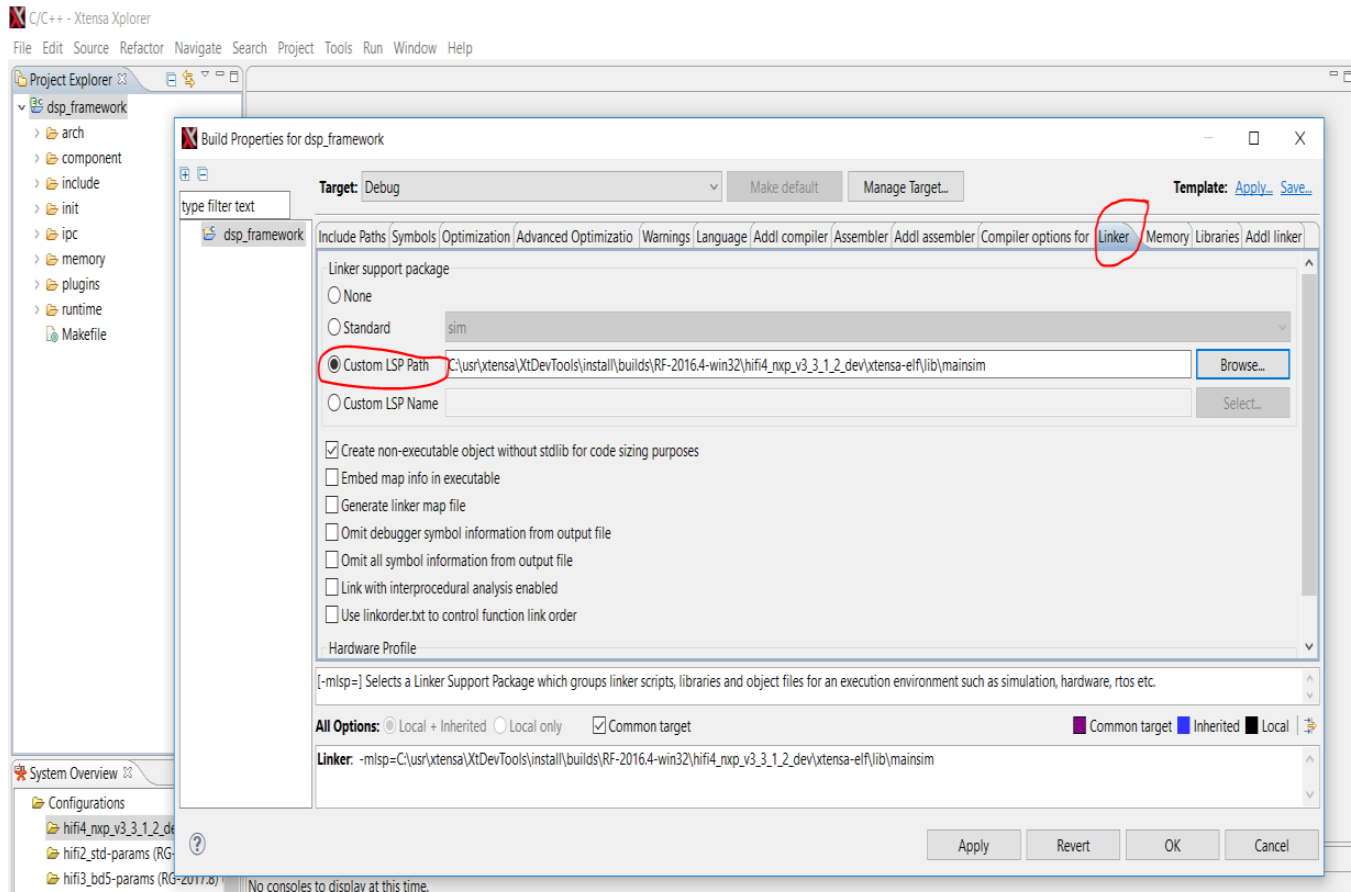 C/C++ - Xtensa Xplorer
File Edit Source Refactor Navigate Search Project Tools Run Window Help
Project Explorer
dsp_framework
arch
component
include
init
ipc
memory
plugins
runtime
Makefile
Build Properties for dsp_framework
type filter text
dsp_framework
Target: Debug Make default Manage Target... Template: Apply... Save...
Include Paths Symbols Optimization Advanced Optimizatio Warnings Language Addl compiler Assembler Addl assembler Compiler options for Linker Memory Libraries Addl linker
Linker support package
None
Standard sim
Custom LSP Path C:\usr\xtensa\XtDevTools\install\builds\RF-2016.4-win32\hifi4_nxp_v3_3_1_2_dev\xtensa-elf\lib\mainsim Browse...
Custom LSP Name Select...
Create non-executable object without stdlib for code sizing purposes
Embed map info in executable
Generate linker map file
Omit debugger symbol information from output file
Omit all symbol information from output file
Link with interprocedural analysis enabled
Use linkorder.txt to control function link order
Hardware Profile
[-mlsp=] Selects a Linker Support Package which groups linker scripts, libraries and object files for an execution environment such as simulation, hardware, rtos etc.
All Options: Local + Inherited Local only Common target Common target Inherited Local
Linker: -mlsp=C:\usr\xtensa\XtDevTools\install\builds\RF-2016.4-win32\hifi4_nxp_v3_3_1_2_dev\xtensa-elf\lib\mainsim
Apply Revert OK Cancel
System Overview
Configurations
hifi4_nxp_v3_3_1_2_de
hifi2_std-params (RG-
hifi3_bd5-params (RG-2017.8)
No consoles to display at this time.